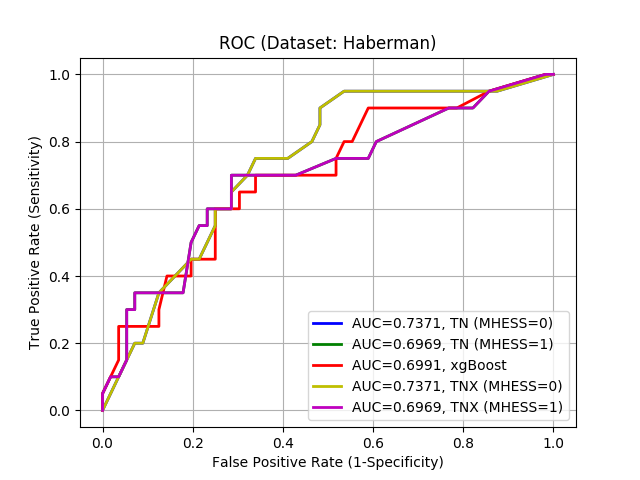 ROC (Dataset: Haberman)
True Positive Rate (Sensitivity)
1.0
0.8
0.6
0.4
0.2
0.0
AUC=0.7371, TN (MHESS=0)
AUC=0.6969, TN (MHESS=1)
AUC=0.6991, xgBoost
AUC=0.7371, TNX (MHESS=0)
AUC=0.6969, TNX (MHESS=1)
0.0 0.2 0.4 0.6 0.8 1.0
False Positive Rate (1-Specificity)